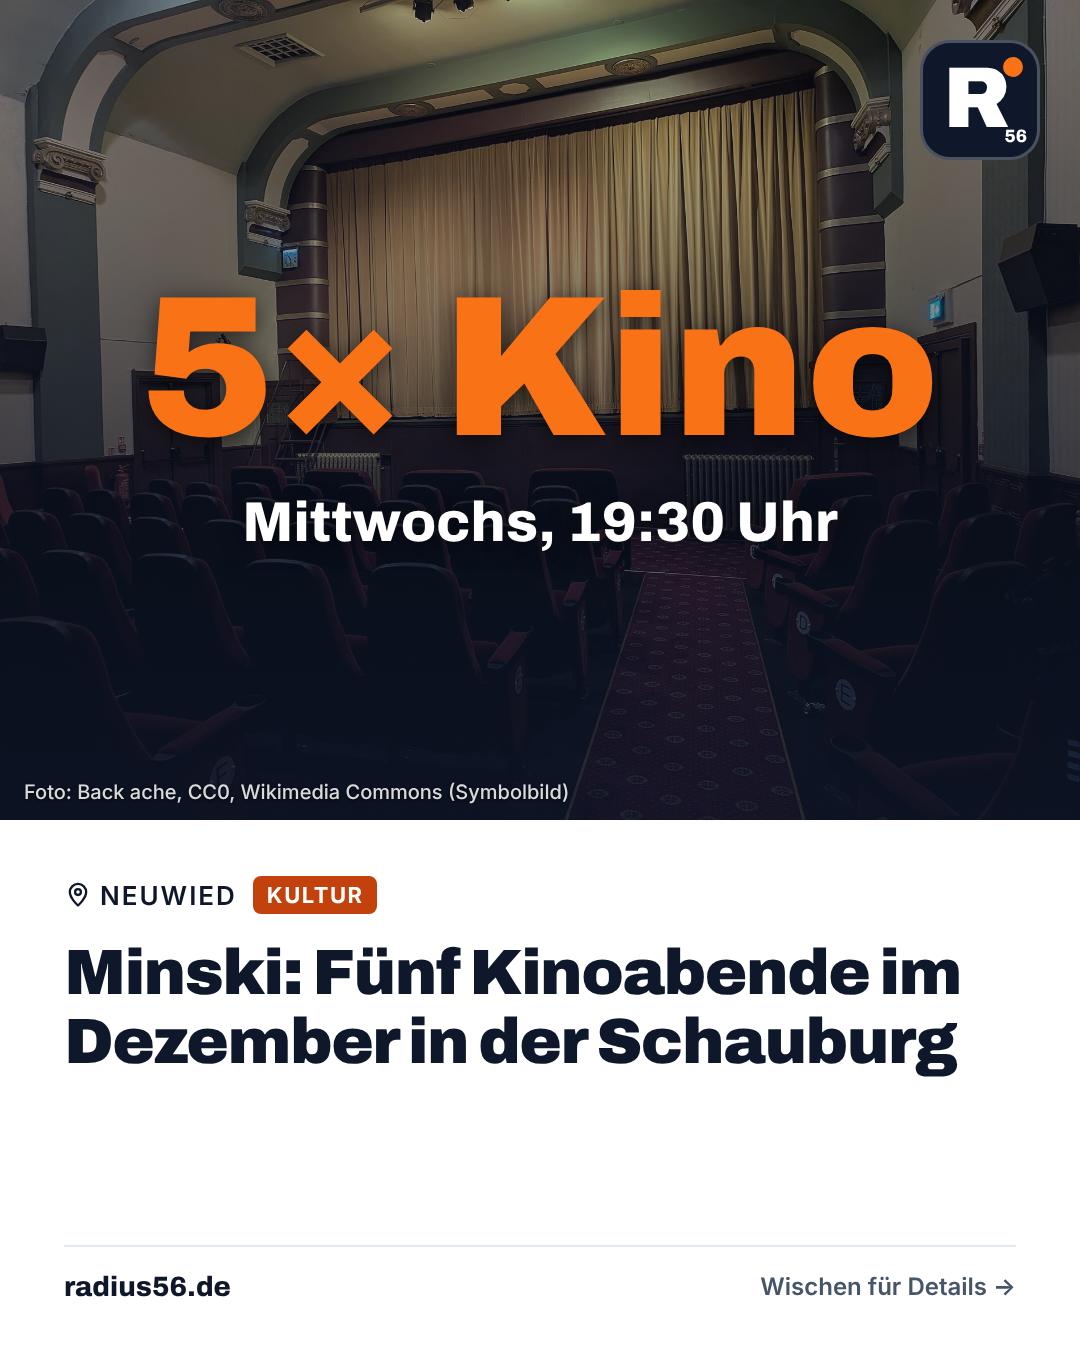 R
56
5× Kino
Mittwochs, 19:30 Uhr
Foto: Back ache, CC0, Wikimedia Commons (Symbolbild)
NEUWIED KULTUR
Minski: Fünf Kinoabende im
Dezember in der Schauburg
radius56.de
Wischen für Details →